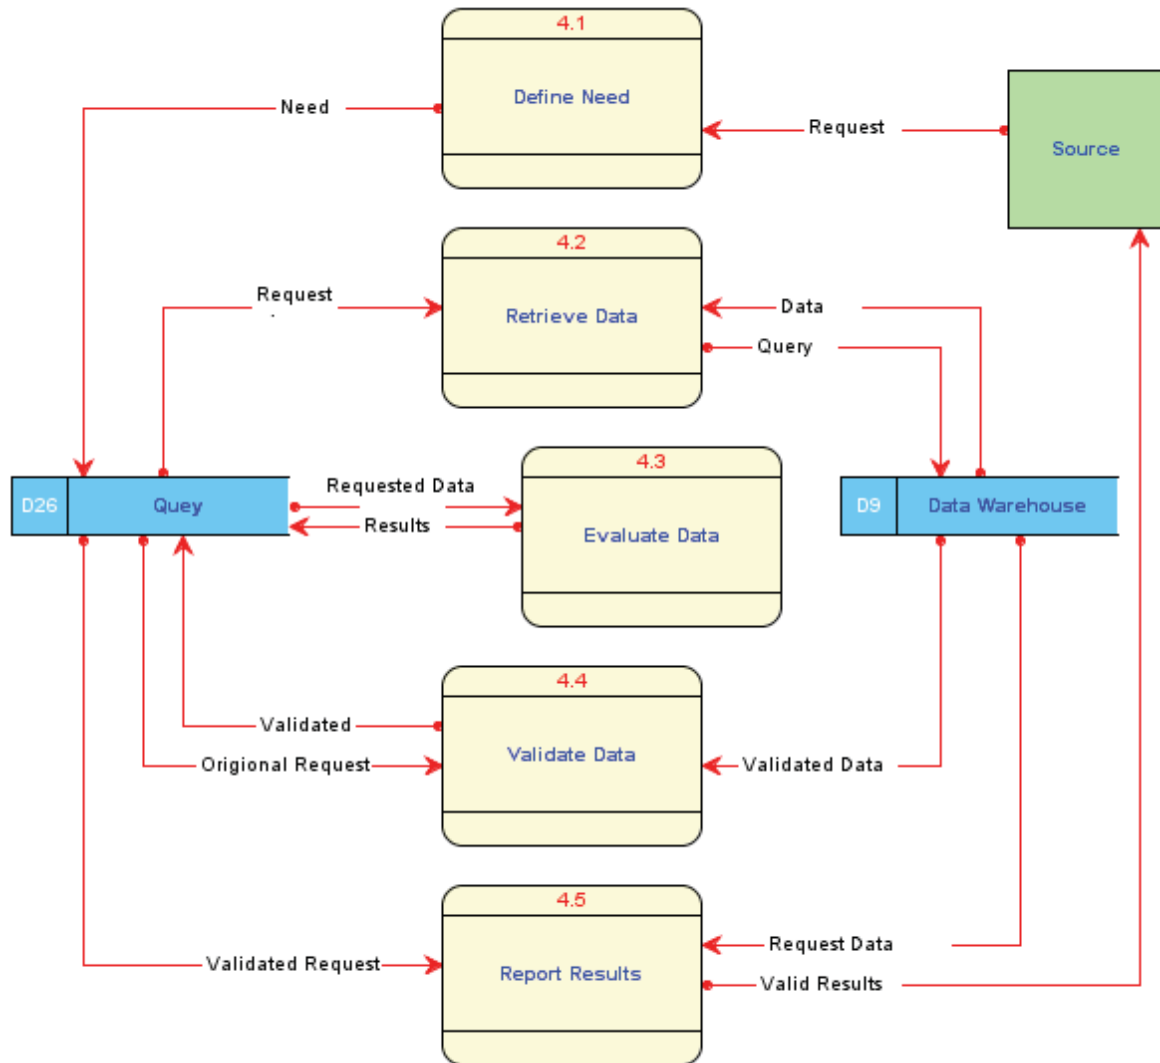 4.1
Need
Define Need
Request
Source
4.2
Request
Retrieve Data
Data
Query
4.3
D26
Quey
Requested Data
Results
Evaluate Data
D9
Data Warehouse
4.4
Validated
Origional Request
Validate Data
Validated Data
4.5
Validated Request
Report Results
Request Data
Valid Results